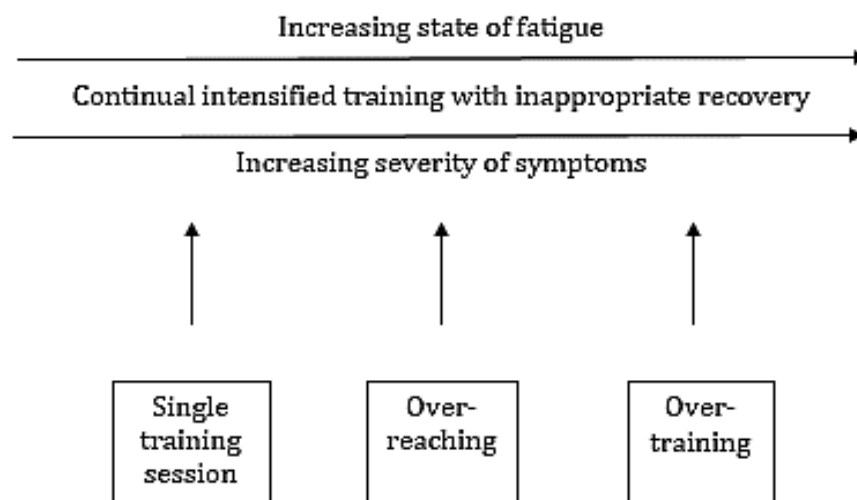 Increasing state of fatigue
Continual intensified training with inappropriate recovery
Increasing severity of symptoms
Single
training
session
Over-
reaching
Over-
training